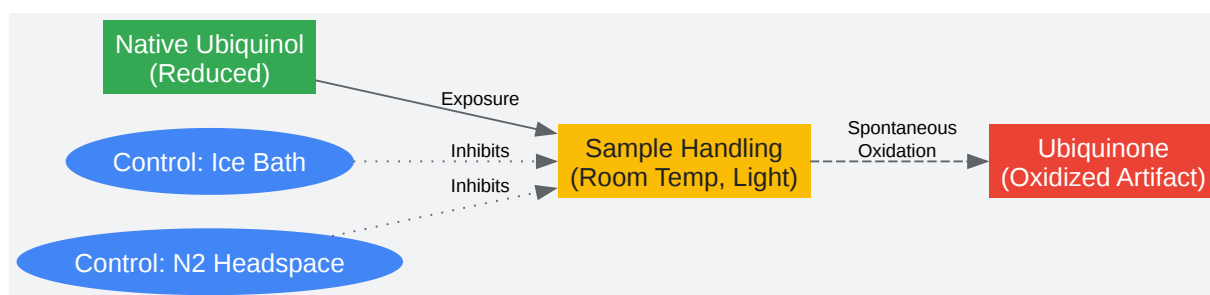 Native Ubiquinol
(Reduced)
Exposure
Control: Ice Bath
Inhibits
Inhibits
Control: N2 Headspace
Sample Handling
(Room Temp, Light)
Spontaneous
Oxidation
Ubiquinone
(Oxidized Artifact)